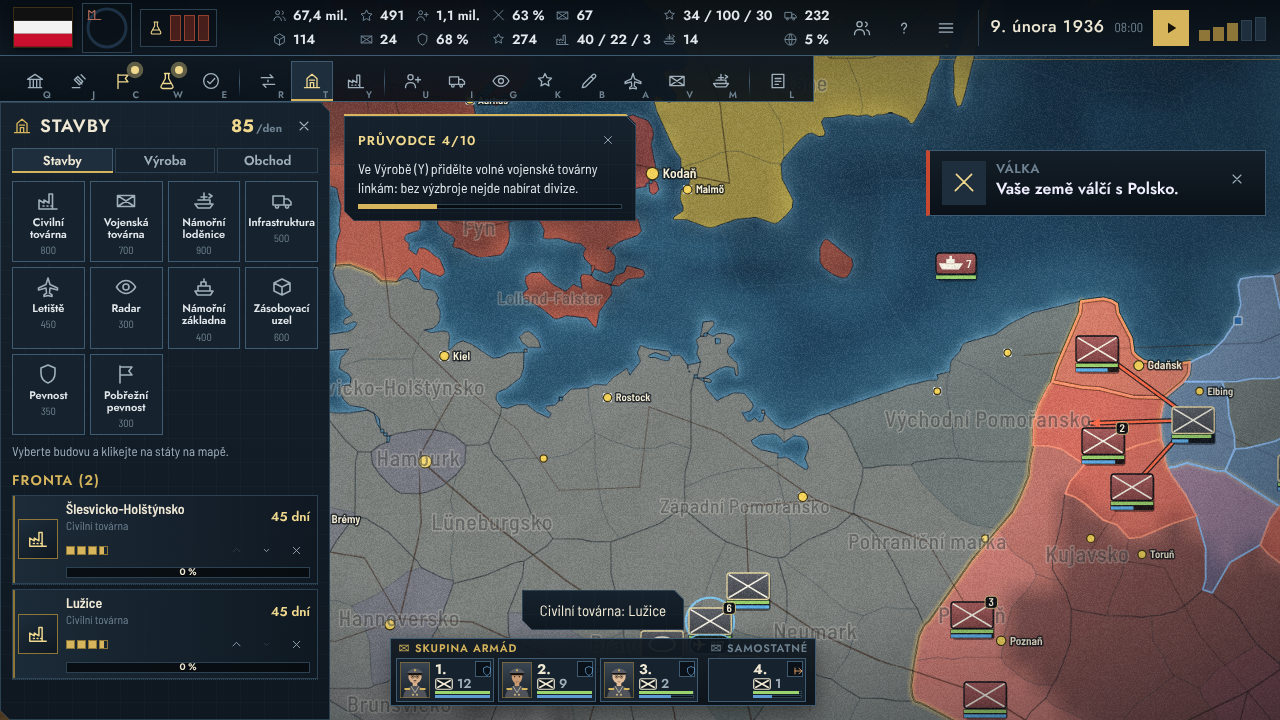 67,4 mil.
491
1,1 mil.
63 %
67
34 / 100 / 30
232
114
24
68 %
274
40 / 22 / 3
14
5 %
9. února 1936
08:00
?
Q
J
C
W
E
R
T
Y
U
I
G
K
B
A
V
M
L
STAVBY
85 /den
Stavby
Výroba
Obchod
Civilní továrna
800
Vojenská továrna
700
Námořní loděnice
900
Infrastruktura
500
Letiště
450
Radar
300
Námořní základna
400
Zásobovací uzel
600
Pevnost
350
Pobřežní pevnost
300
Vyberte budovu a klikejte na státy na mapě.
FRONTA (2)
Šlesvicko-Holštýnsko
Civilní továrna
45 dní
0 %
Lužice
Civilní továrna
45 dní
0 %
PRŮVODCE 4/10
Ve Výrobě (Y) přidělte volné vojenské továrny
linkám: bez výzbroje nejde nabírat divize.
VÁLKA
Vaše země válčí s Polskem.
Kodaň
Malmö
Fyn
Lolland-Falster
7
Kiel
vicko-Holštýnsko
Rostock
Hamburk
Brémy
Lüneburgsko
Západní Pomořansko
Východní Pomořansko
Gdaňsk
Elbing
2
Pohraniční marka
Kujavsko
Toruň
Hannoversko
Neumark
3
Poznaň
6
Civilní továrna: Lužice
SKUPINA ARMÁD
SAMOSTATNÉ
1.
12
2.
9
3.
2
4.
1